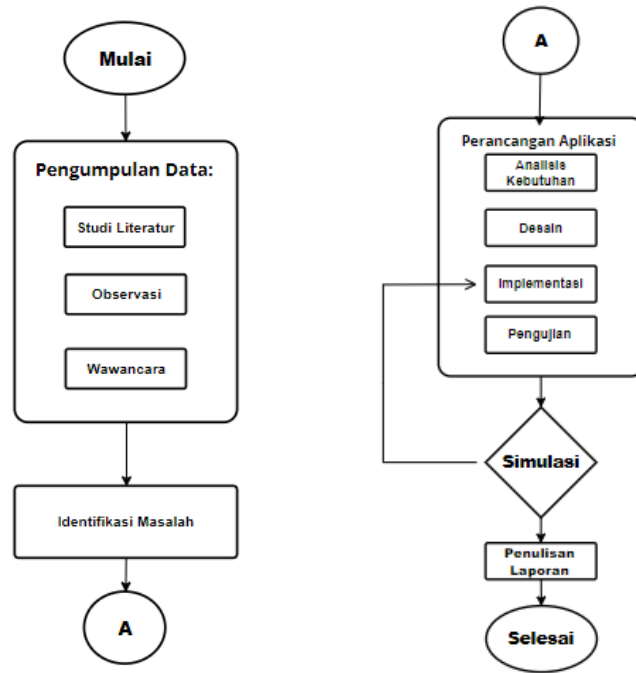 Mulai
Pengumpulan Data:
Studi Literatur
Observasi
Wawancara
Identifikasi Masalah
A
A
Perancangan Aplikasi
Analisis
Kebutuhan
Desain
Implementasi
Pengujian
Simulasi
Penulisan
Laporan
Selesai